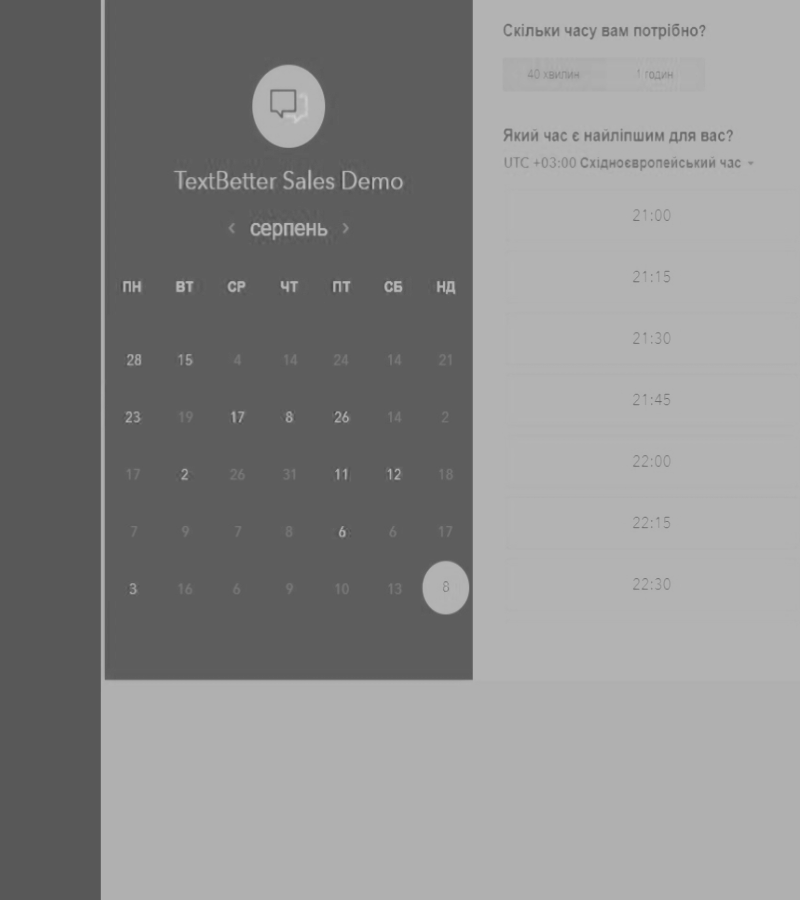 TextBetter Sales Demo
‹ серпень ›
ПН ВТ СР ЧТ ПТ СБ НД
28 15 4 14 24 14 21
23 19 17 8 26 14 2
17 2 26 31 11 12 18
7 9 7 8 6 6 17
3 16 6 9 10 13 8
Скільки часу вам потрібно?
40 хвилин 1 годин
Який час є найліпшим для вас?
UTC +03:00 Східноєвропейський час
21:00
21:15
21:30
21:45
22:00
22:15
22:30